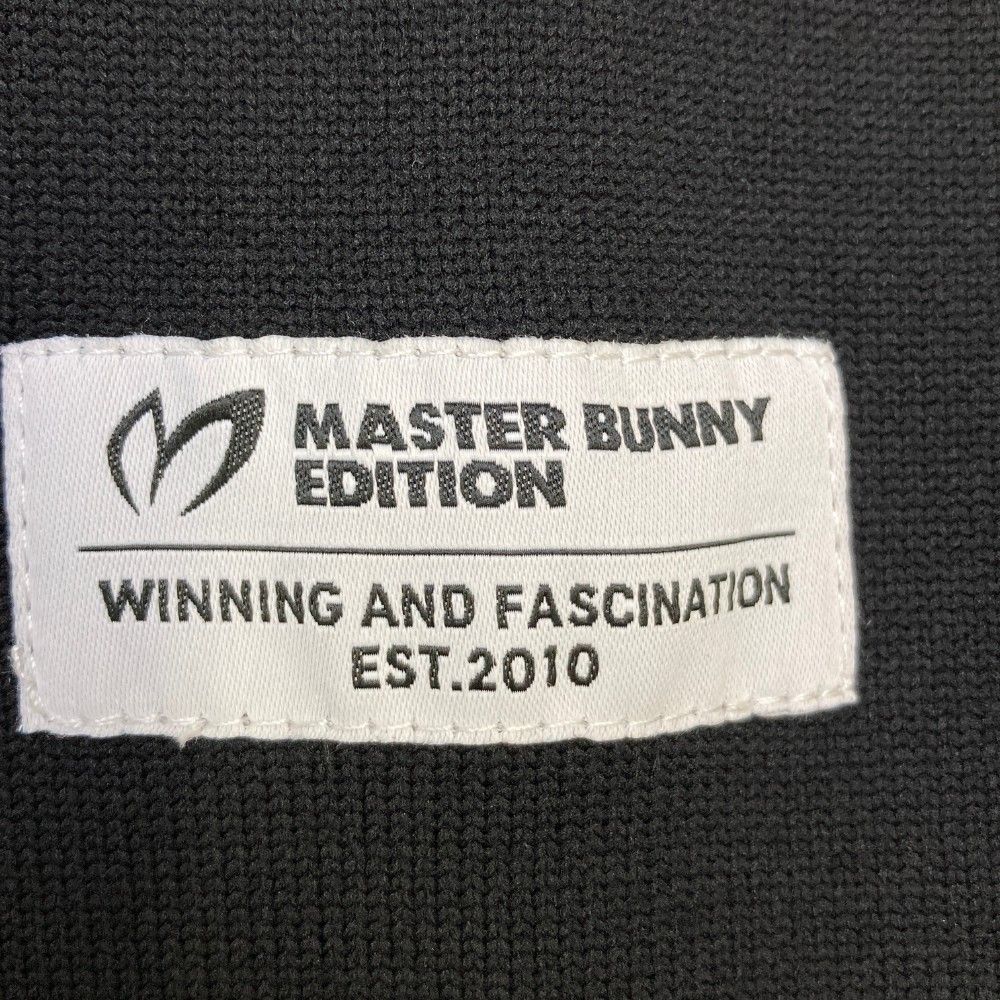 MASTER BUNNY
EDITION
WINNING AND FASCINATION
EST.2010